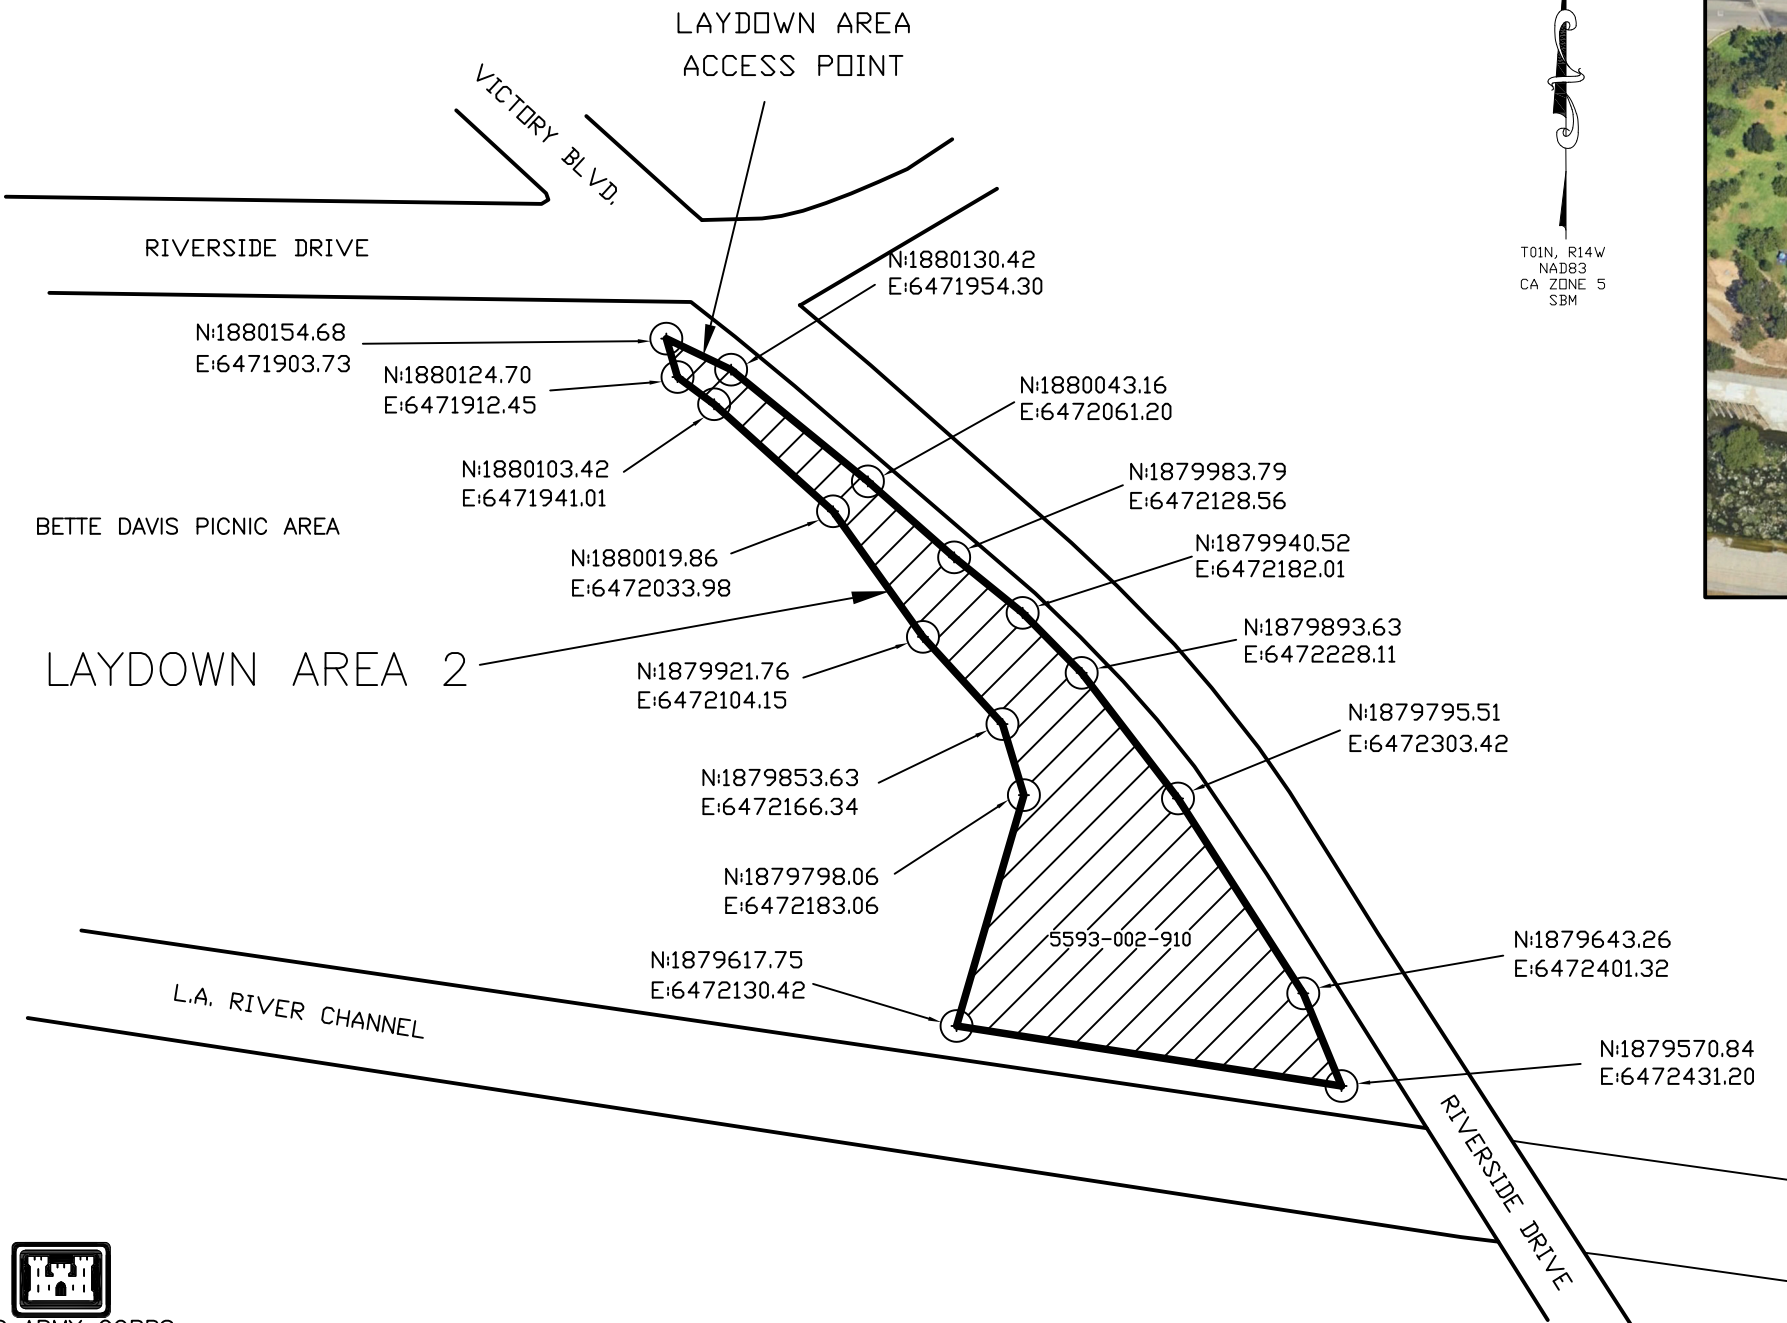 LAYDOWN AREA
ACCESS POINT
VICTORY BLVD.
RIVERSIDE DRIVE
T01N, R14W
NAD83
CA ZONE 5
SBM
N:1880130.42
E:6471954.30
N:1880154.68
E:6471903.73
N:1880124.70
E:6471912.45
N:1880043.16
E:6472061.20
N:1880103.42
E:6471941.01
N:1879983.79
E:6472128.56
BETTE DAVIS PICNIC AREA
N:1880019.86
E:6472033.98
N:1879940.52
E:6472182.01
LAYDOWN AREA 2
N:1879893.63
E:6472228.11
N:1879921.76
E:6472104.15
N:1879795.51
E:6472303.42
N:1879853.63
E:6472166.34
N:1879798.06
E:6472183.06
5593-002-910
N:1879643.26
E:6472401.32
N:1879617.75
E:6472130.42
L.A. RIVER CHANNEL
N:1879570.84
E:6472431.20
RIVERSIDE DRIVE
ARMY CORPS